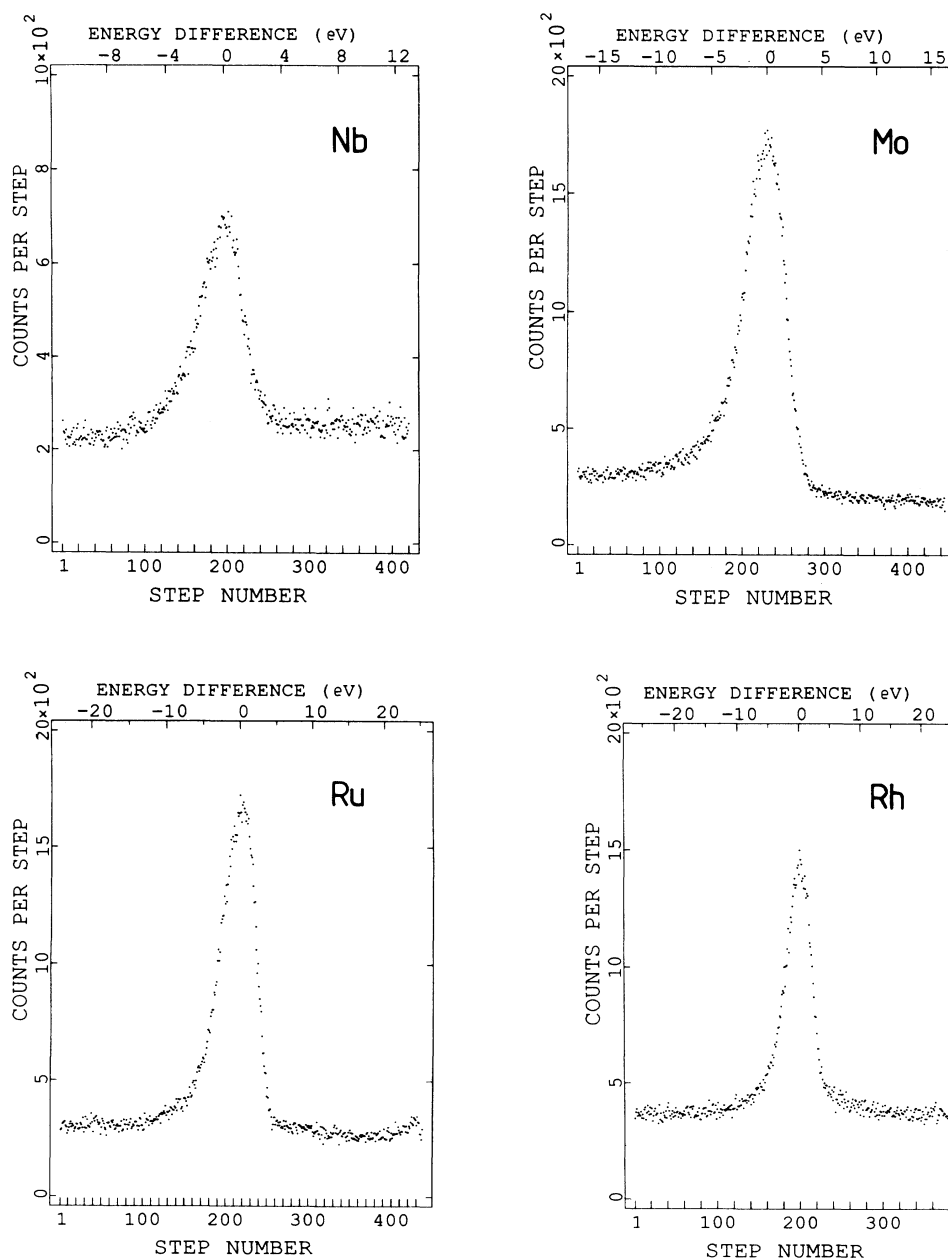 ENERGY DIFFERENCE (eV)
-8 -4 0 4 8 12
10×10²
8
6
4
2
0
COUNTS PER STEP
Nb
1 100 200 300 400
STEP NUMBER
ENERGY DIFFERENCE (eV)
-15 -10 -5 0 5 10 15
20×10²
15
10
5
0
COUNTS PER STEP
Mo
1 100 200 300 400
STEP NUMBER
ENERGY DIFFERENCE (eV)
-20 -10 0 10 20
20×10²
15
10
5
0
COUNTS PER STEP
Ru
1 100 200 300 400
STEP NUMBER
ENERGY DIFFERENCE (eV)
-20 -10 0 10 20
20×10²
15
10
5
0
COUNTS PER STEP
Rh
1 100 200 300
STEP NUMBER